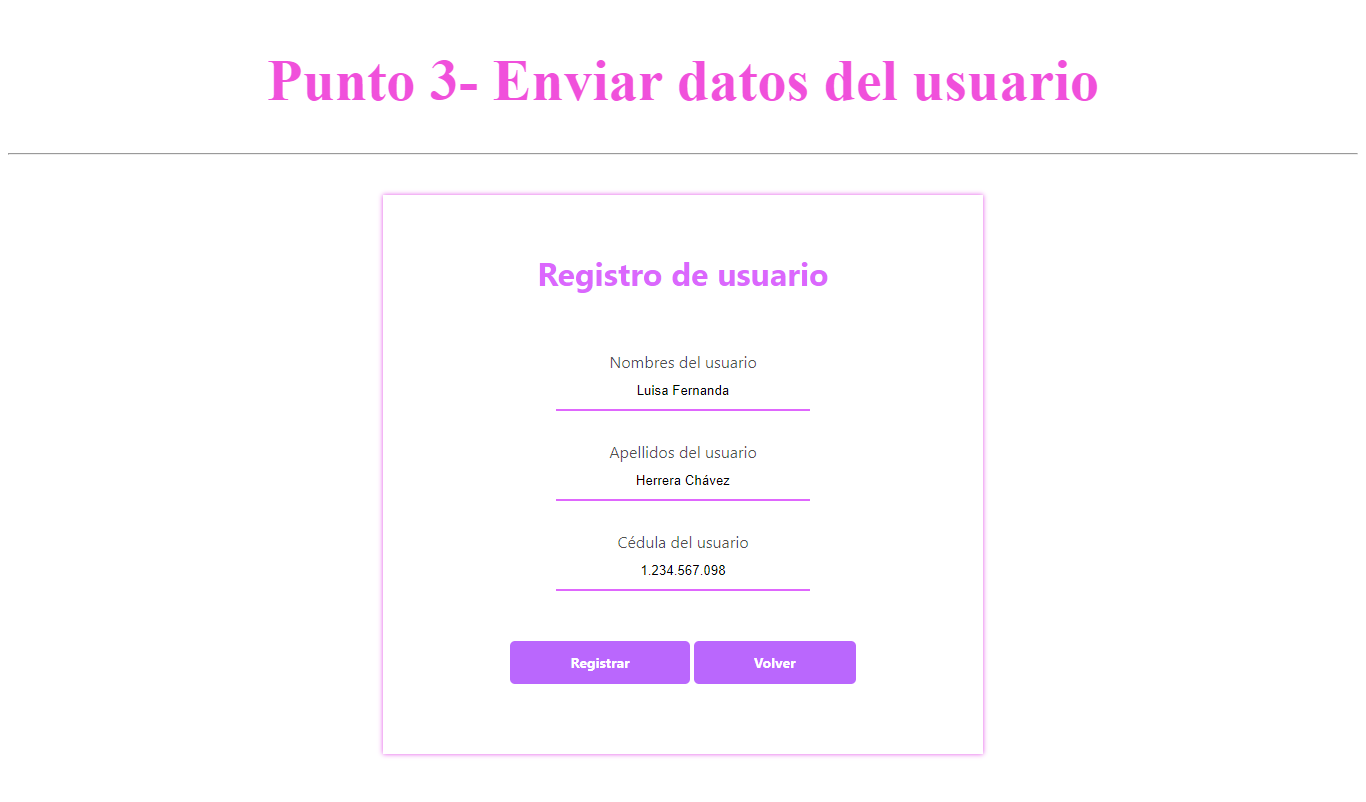 Punto 3- Enviar datos del usuario
Registro de usuario
Nombres del usuario
Luisa Fernanda
Apellidos del usuario
Herrera Chávez
Cédula del usuario
1.234.567.098
Registrar Volver